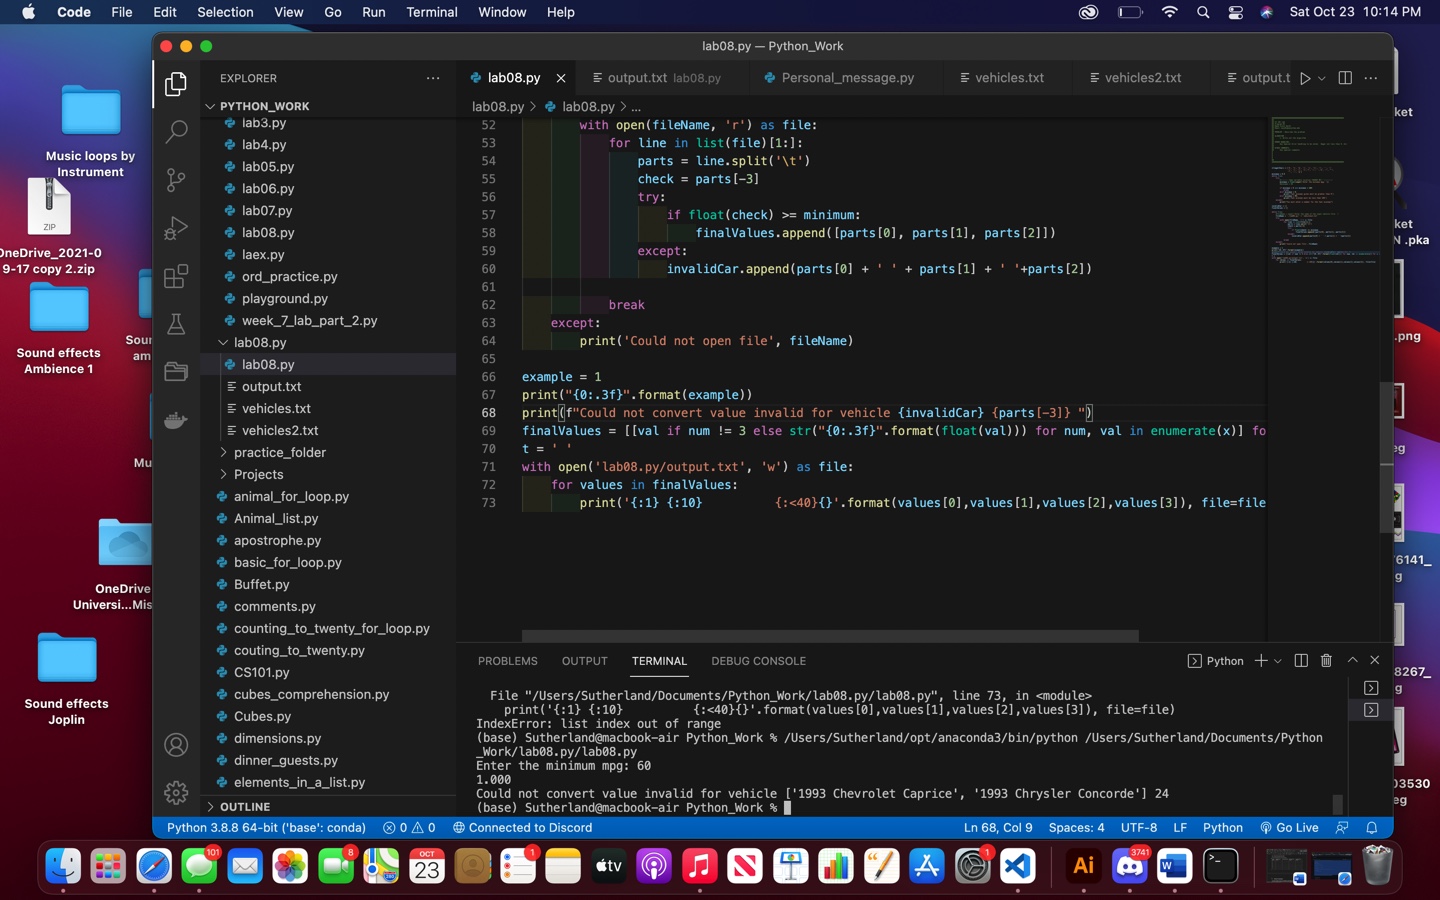 Code File Edit Selection View Go Run Terminal Window Help
Sat Oct 23 10:14 PM
lab08.py — Python_Work
EXPLORER
PYTHON_WORK
lab3.py
lab4.py
lab05.py
lab06.py
lab07.py
lab08.py
laex.py
ord_practice.py
playground.py
week_7_lab_part_2.py
lab08.py
lab08.py
output.txt
vehicles.txt
vehicles2.txt
practice_folder
Projects
animal_for_loop.py
Animal_list.py
apostrophe.py
basic_for_loop.py
Buffet.py
comments.py
counting_to_twenty_for_loop.py
couting_to_twenty.py
CS101.py
cubes_comprehension.py
Cubes.py
dimensions.py
dinner_guests.py
elements_in_a_list.py
OUTLINE
lab08.py
output.txt lab08.py
Personal_message.py
vehicles.txt
vehicles2.txt
output.t
lab08.py > lab08.py > ...
52 with open(fileName, 'r') as file:
53 for line in list(file)[1:]:
54 parts = line.split('\t')
55 check = parts[-3]
56 try:
57 if float(check) >= minimum:
58 finalValues.append([parts[0], parts[1], parts[2]])
59 except:
60 invalidCar.append(parts[0] + ' ' + parts[1] + ' '+parts[2])
61
62 break
63 except:
64 print('Could not open file', fileName)
65
66 example = 1
67 print("{0:.3f}".format(example))
68 print(f"Could not convert value invalid for vehicle {invalidCar} {parts[-3]} ")
69 finalValues = [[val if num != 3 else str("{0:.3f}".format(float(val))) for num, val in enumerate(x)] fo
70 t = ' '
71 with open('lab08.py/output.txt', 'w') as file:
72 for values in finalValues:
73 print('{:1} {:10}          {:<40}{}'.format(values[0],values[1],values[2],values[3]), file=file
PROBLEMS OUTPUT TERMINAL DEBUG CONSOLE
Python
File "/Users/Sutherland/Documents/Python_Work/lab08.py/lab08.py", line 73, in <module>
print('{:1} {:10}          {:<40}{}'.format(values[0],values[1],values[2],values[3]), file=file)
IndexError: list index out of range
(base) Sutherland@macbook-air Python_Work % /Users/Sutherland/opt/anaconda3/bin/python /Users/Sutherland/Documents/Python
_Work/lab08.py/lab08.py
Enter the minimum mpg: 60
1.000
Could not convert value invalid for vehicle ['1993 Chevrolet Caprice', '1993 Chrysler Concorde'] 24
(base) Sutherland@macbook-air Python_Work %
Python 3.8.8 64-bit ('base': conda)
0 0
Connected to Discord
Ln 68, Col 9
Spaces: 4
UTF-8
LF
Python
Go Live
Music loops by
Instrument
ZIP
OneDrive_2021-0
9-17 copy 2.zip
Sound effects
Ambience 1
Soun
am
Mu
OneDrive
Universi...Mis
Sound effects
Joplin
ket
ket
N .pka
.png
eg
6141_
g
8267_
g
03530
eg
101
8
OCT
23
1
tv
1
Ai
3741